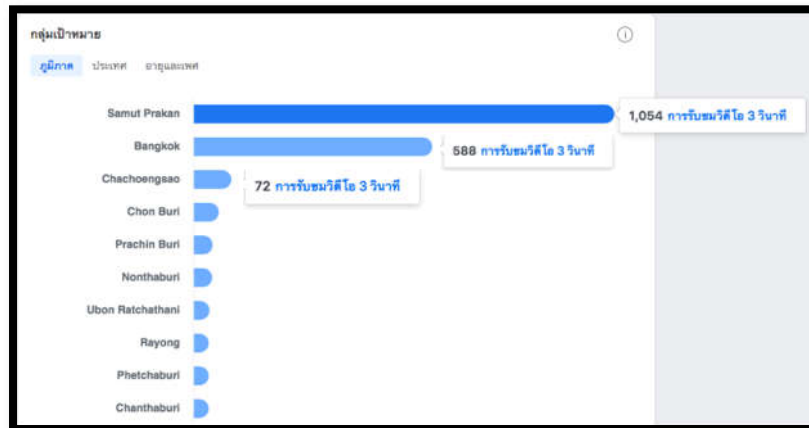 กลุ่มเป้าหมาย
ภูมิภาค ประเทศ อายุและเพศ
Samut Prakan 1,054 การรับชมวิดีโอ 3 วินาที
Bangkok 588 การรับชมวิดีโอ 3 วินาที
Chachoengsao 72 การรับชมวิดีโอ 3 วินาที
Chon Buri
Prachin Buri
Nonthaburi
Ubon Ratchathani
Rayong
Phetchaburi
Chanthaburi